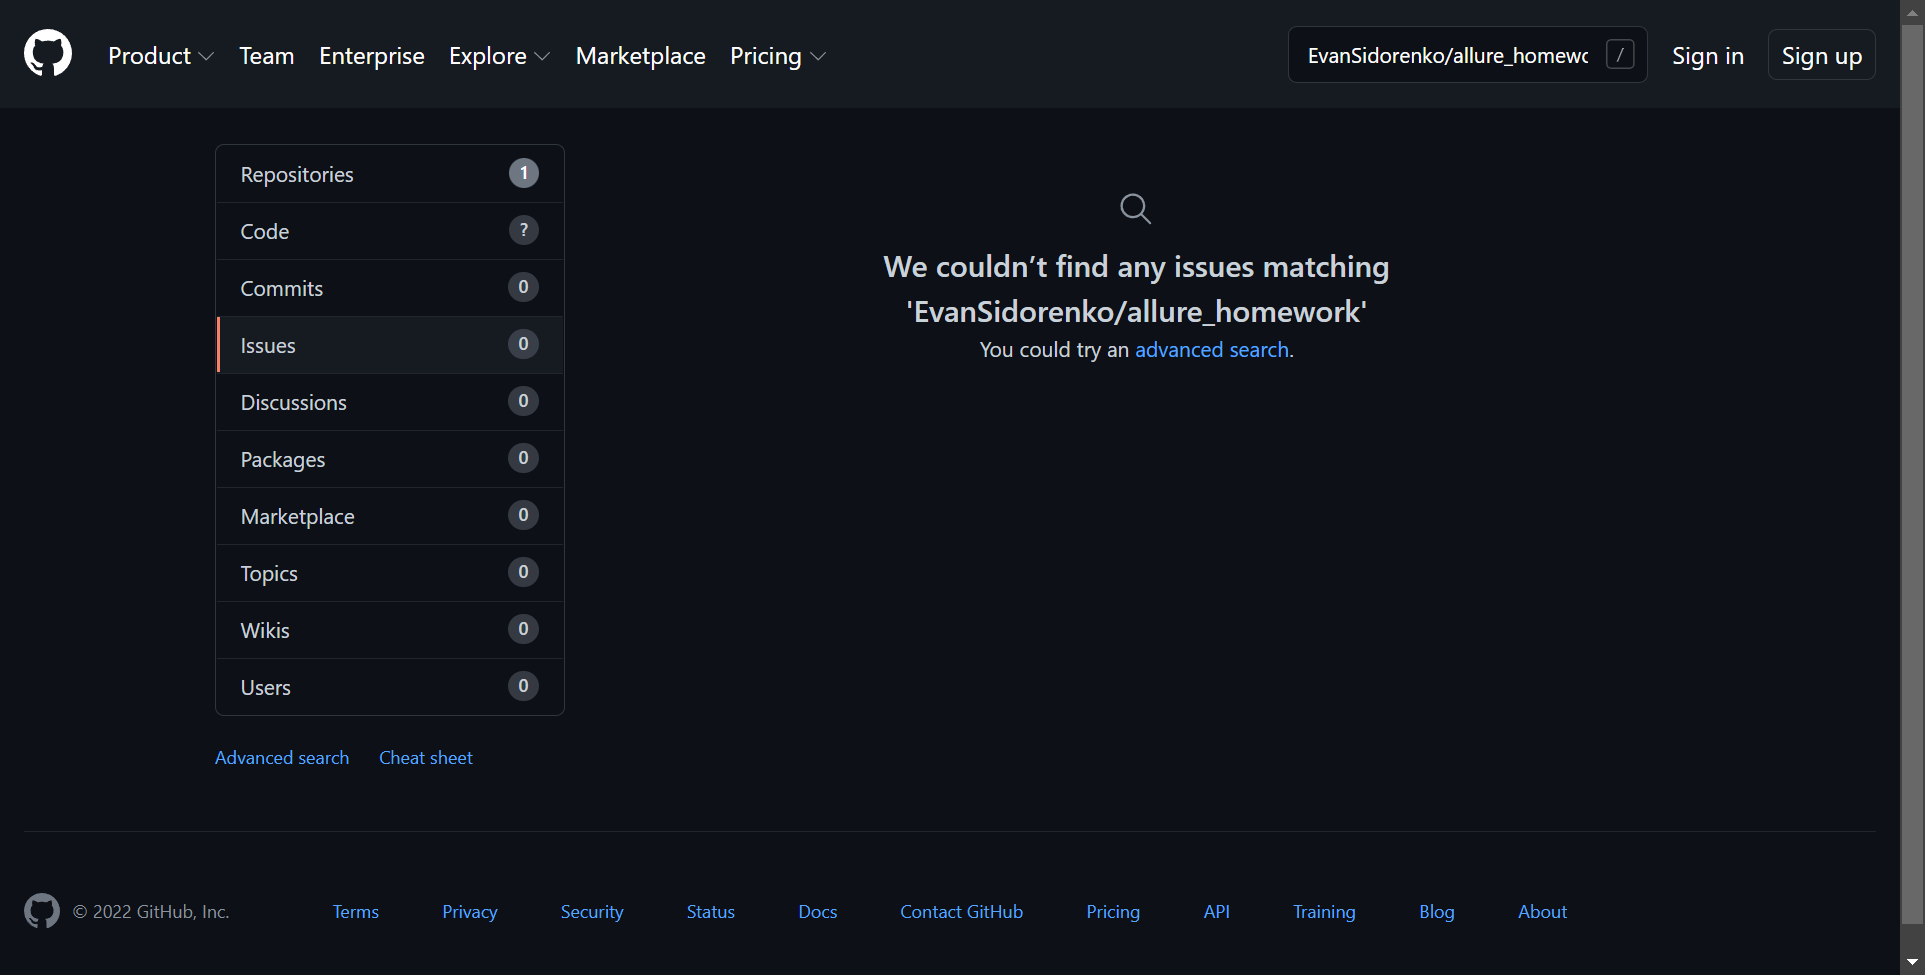 Product Team Enterprise Explore Marketplace Pricing EvanSidorenko/allure_homewo / Sign in Sign up
Repositories 1
Code ?
Commits 0
Issues 0
Discussions 0
Packages 0
Marketplace 0
Topics 0
Wikis 0
Users 0
Advanced search Cheat sheet
We couldn’t find any issues matching
'EvanSidorenko/allure_homework'
You could try an advanced search.
© 2022 GitHub, Inc. Terms Privacy Security Status Docs Contact GitHub Pricing API Training Blog About